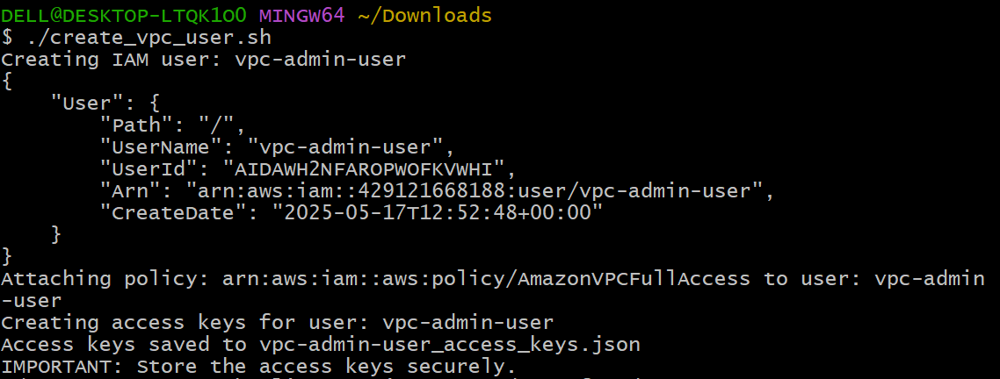 DELL@DESKTOP-LTQK1O0 MINGW64 ~/Downloads
$ ./create_vpc_user.sh
Creating IAM user: vpc-admin-user
{
    "User": {
        "Path": "/",
        "UserName": "vpc-admin-user",
        "UserId": "AIDAWH2NFAROPWOFKVWHI",
        "Arn": "arn:aws:iam::429121668188:user/vpc-admin-user",
        "CreateDate": "2025-05-17T12:52:48+00:00"
    }
}
Attaching policy: arn:aws:iam::aws:policy/AmazonVPCFullAccess to user: vpc-admin
-user
Creating access keys for user: vpc-admin-user
Access keys saved to vpc-admin-user_access_keys.json
IMPORTANT: Store the access keys securely.